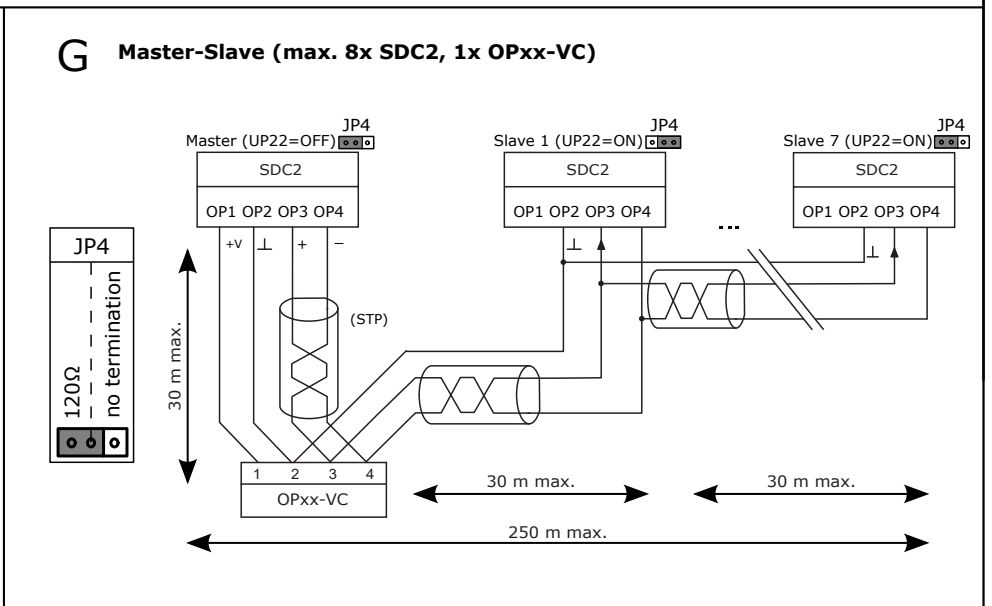 G Master-Slave (max. 8x SDC2, 1x OPxx-VC)
JP4
Master (UP22=OFF)
SDC2
OP1 OP2 OP3 OP4
+V ⊥ + −
JP4
Slave 1 (UP22=ON)
SDC2
OP1 OP2 OP3 OP4
⊥
...
JP4
Slave 7 (UP22=ON)
SDC2
OP1 OP2 OP3 OP4
⊥
JP4
120Ω
no termination
30 m max.
(STP)
1 2 3 4
OPxx-VC
30 m max.
30 m max.
250 m max.